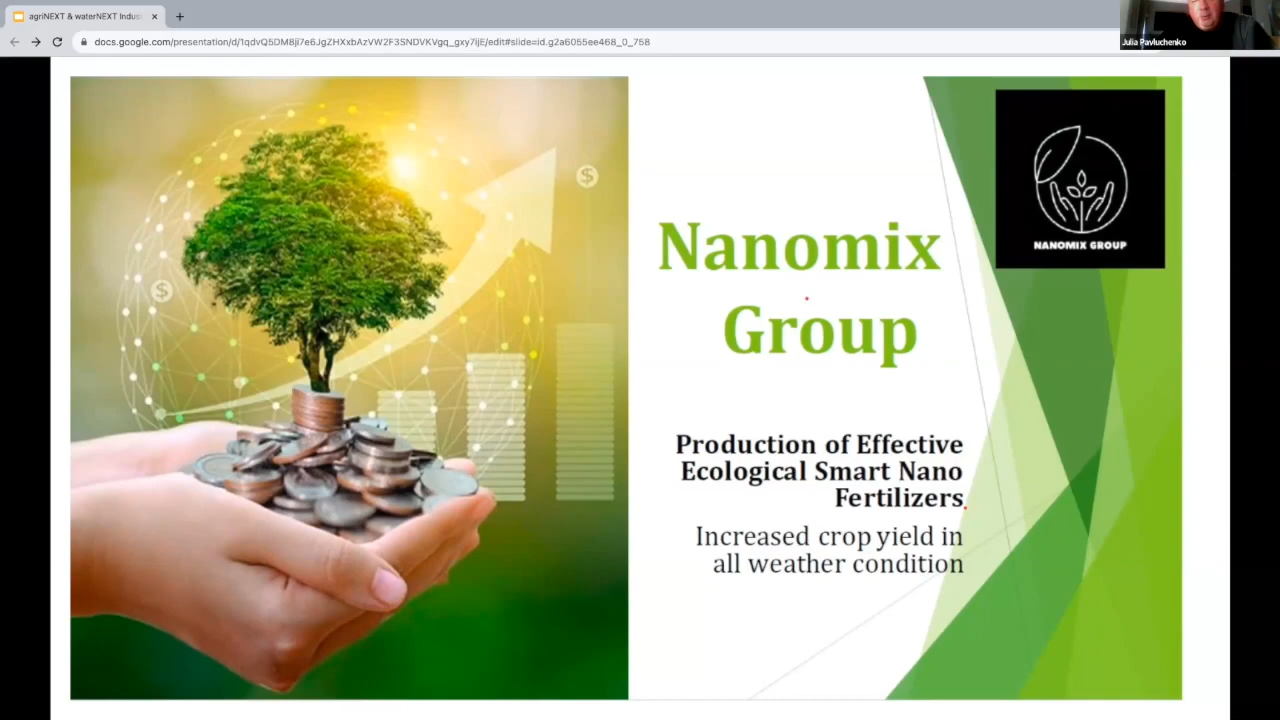 agriNEXT & waterNEXT Indus
docs.google.com/presentation/d/1qdvQ5DM8ji7e6JgZHXxbAzVW2F3SNDVKVgq_gxy7ijE/edit#slide=id.g2a6055ee468_0_758
Julia Pavluchenko
NANOMIX GROUP
Nanomix
Group
Production of Effective
Ecological Smart Nano
Fertilizers
Increased crop yield in
all weather condition
$
$